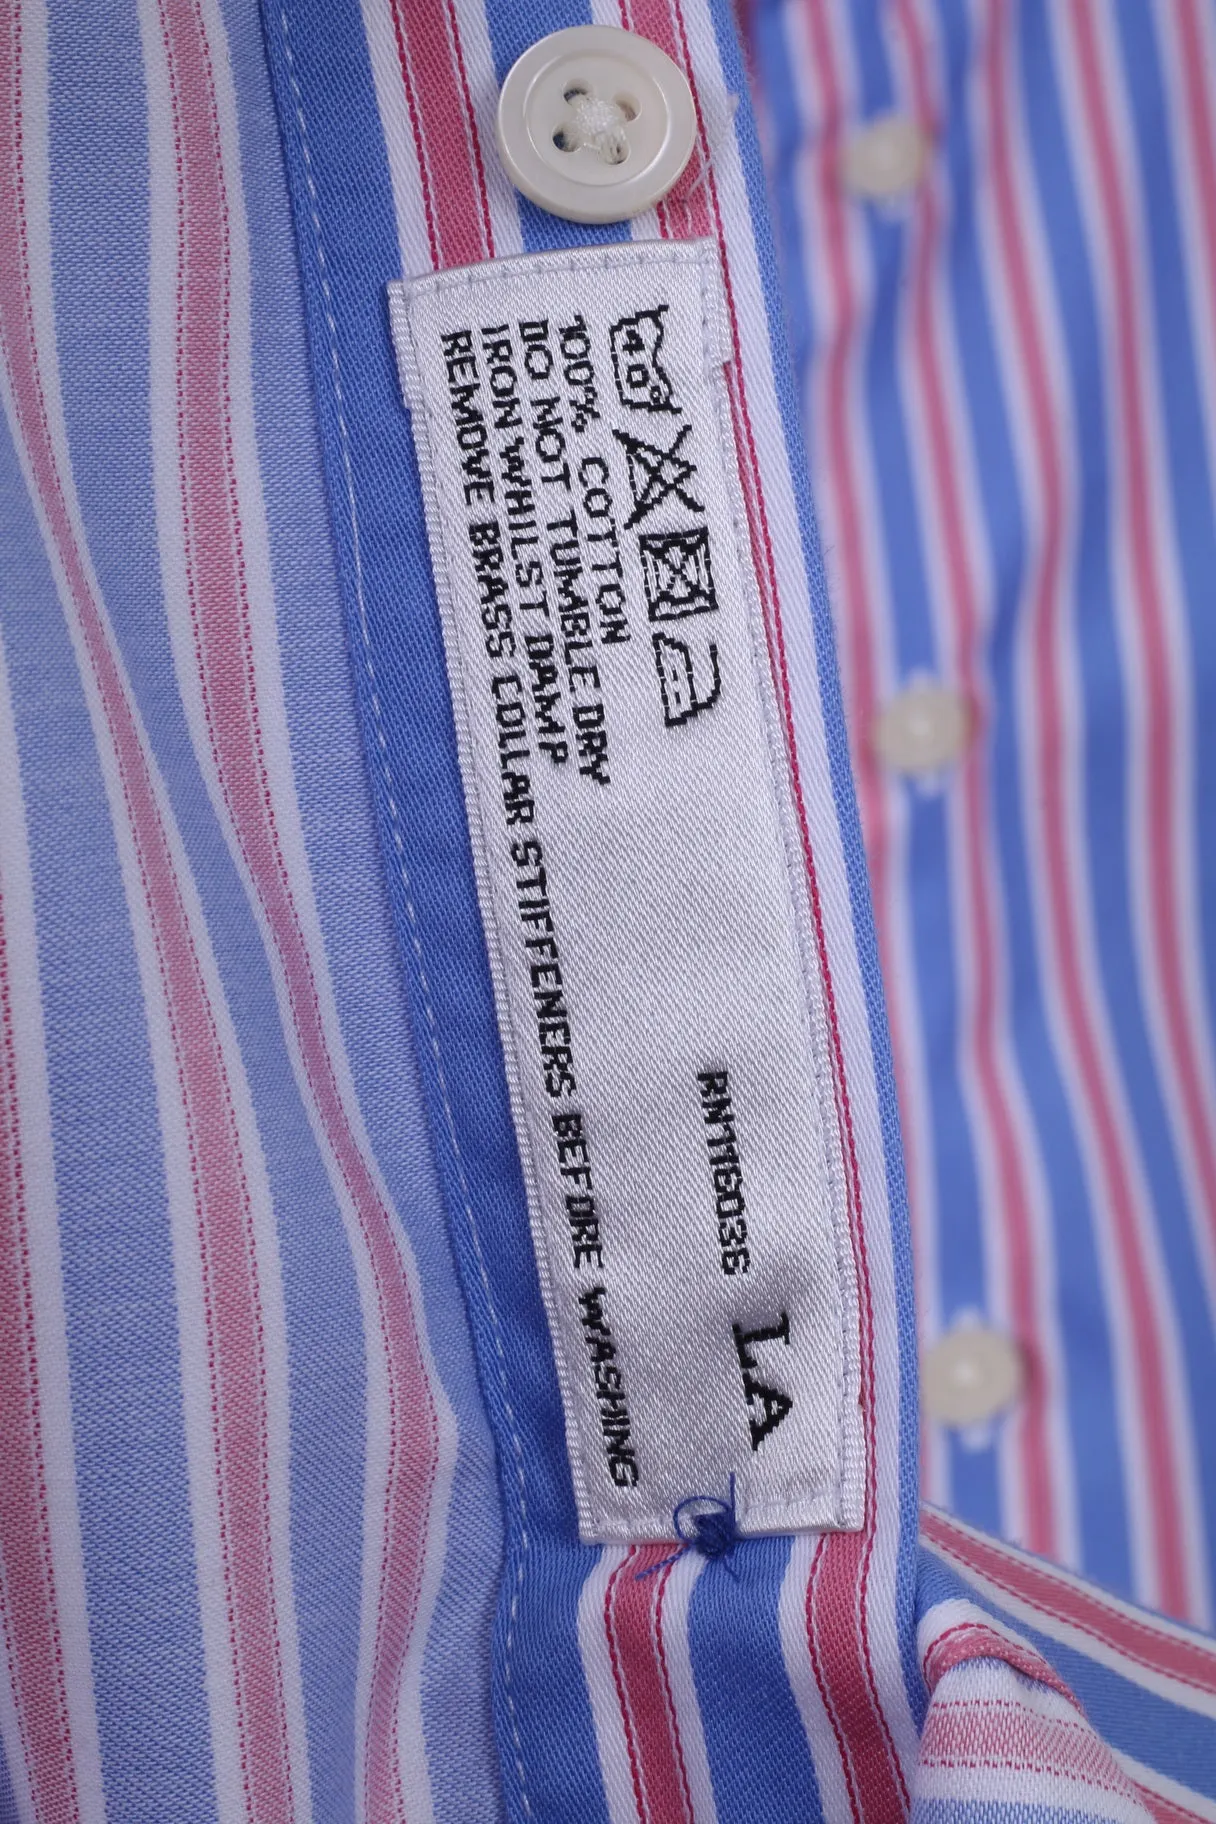 40°
100% COTTON
DO NOT TUMBLE DRY
IRON WHILST DAMP
REMOVE BRASS COLLAR STIFFENERS BEFORE WASHING
RN116036
LA